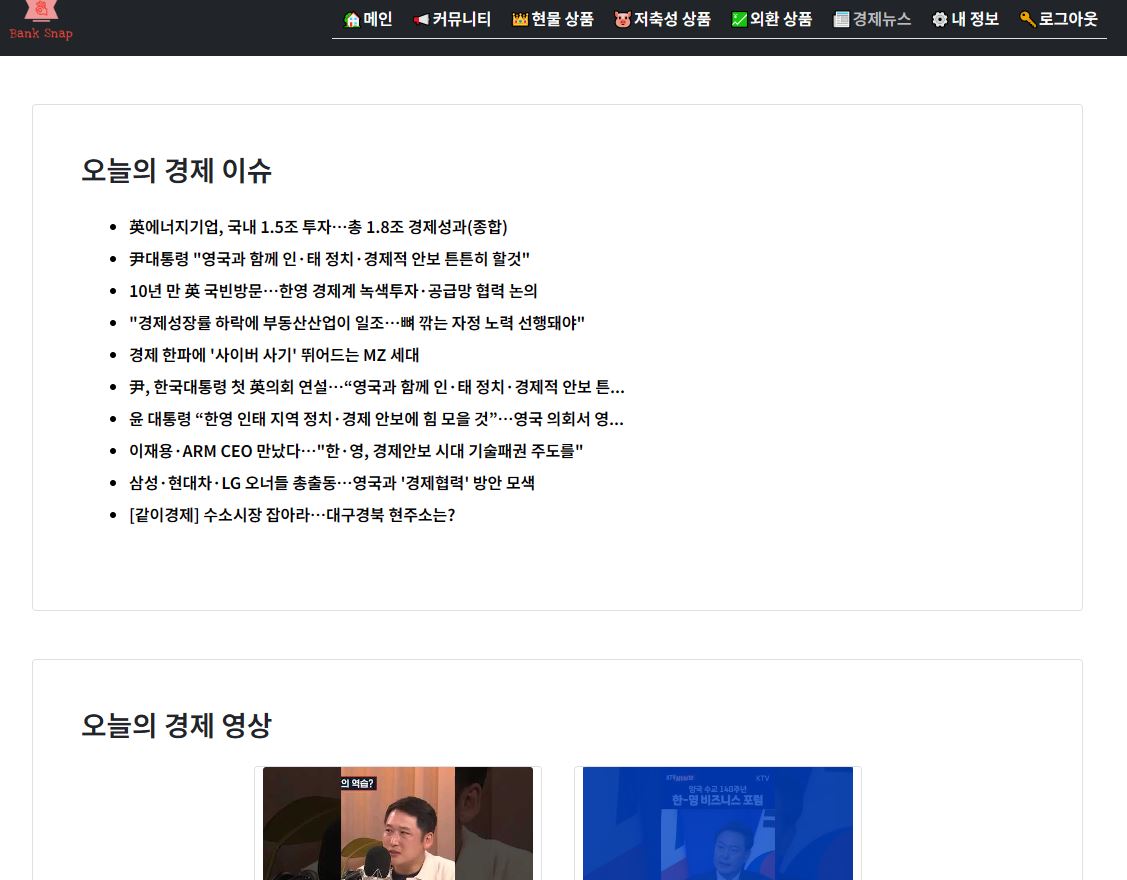 Bank Snap
메인 커뮤니티 현물 상품 저축성 상품 외환 상품 경제뉴스 내 정보 로그아웃
오늘의 경제 이슈
英에너지기업, 국내 1.5조 투자…총 1.8조 경제성과(종합)
尹대통령 "영국과 함께 인·태 정치·경제적 안보 튼튼히 할것"
10년 만 英 국빈방문…한영 경제계 녹색투자·공급망 협력 논의
"경제성장률 하락에 부동산산업이 일조…뼈 깎는 자정 노력 선행돼야"
경제 한파에 '사이버 사기' 뛰어드는 MZ 세대
尹, 한국대통령 첫 英의회 연설…“영국과 함께 인·태 정치·경제적 안보 튼...
윤 대통령 “한영 인태 지역 정치·경제 안보에 힘 모을 것”…영국 의회서 영...
이재용·ARM CEO 만났다…"한·영, 경제안보 시대 기술패권 주도를"
삼성·현대차·LG 오너들 총출동…영국과 '경제협력' 방안 모색
[같이경제] 수소시장 잡아라…대구경북 현주소는?
오늘의 경제 영상
의 역습?
KTV
양국 수교 140주년
한-영 비즈니스 포럼